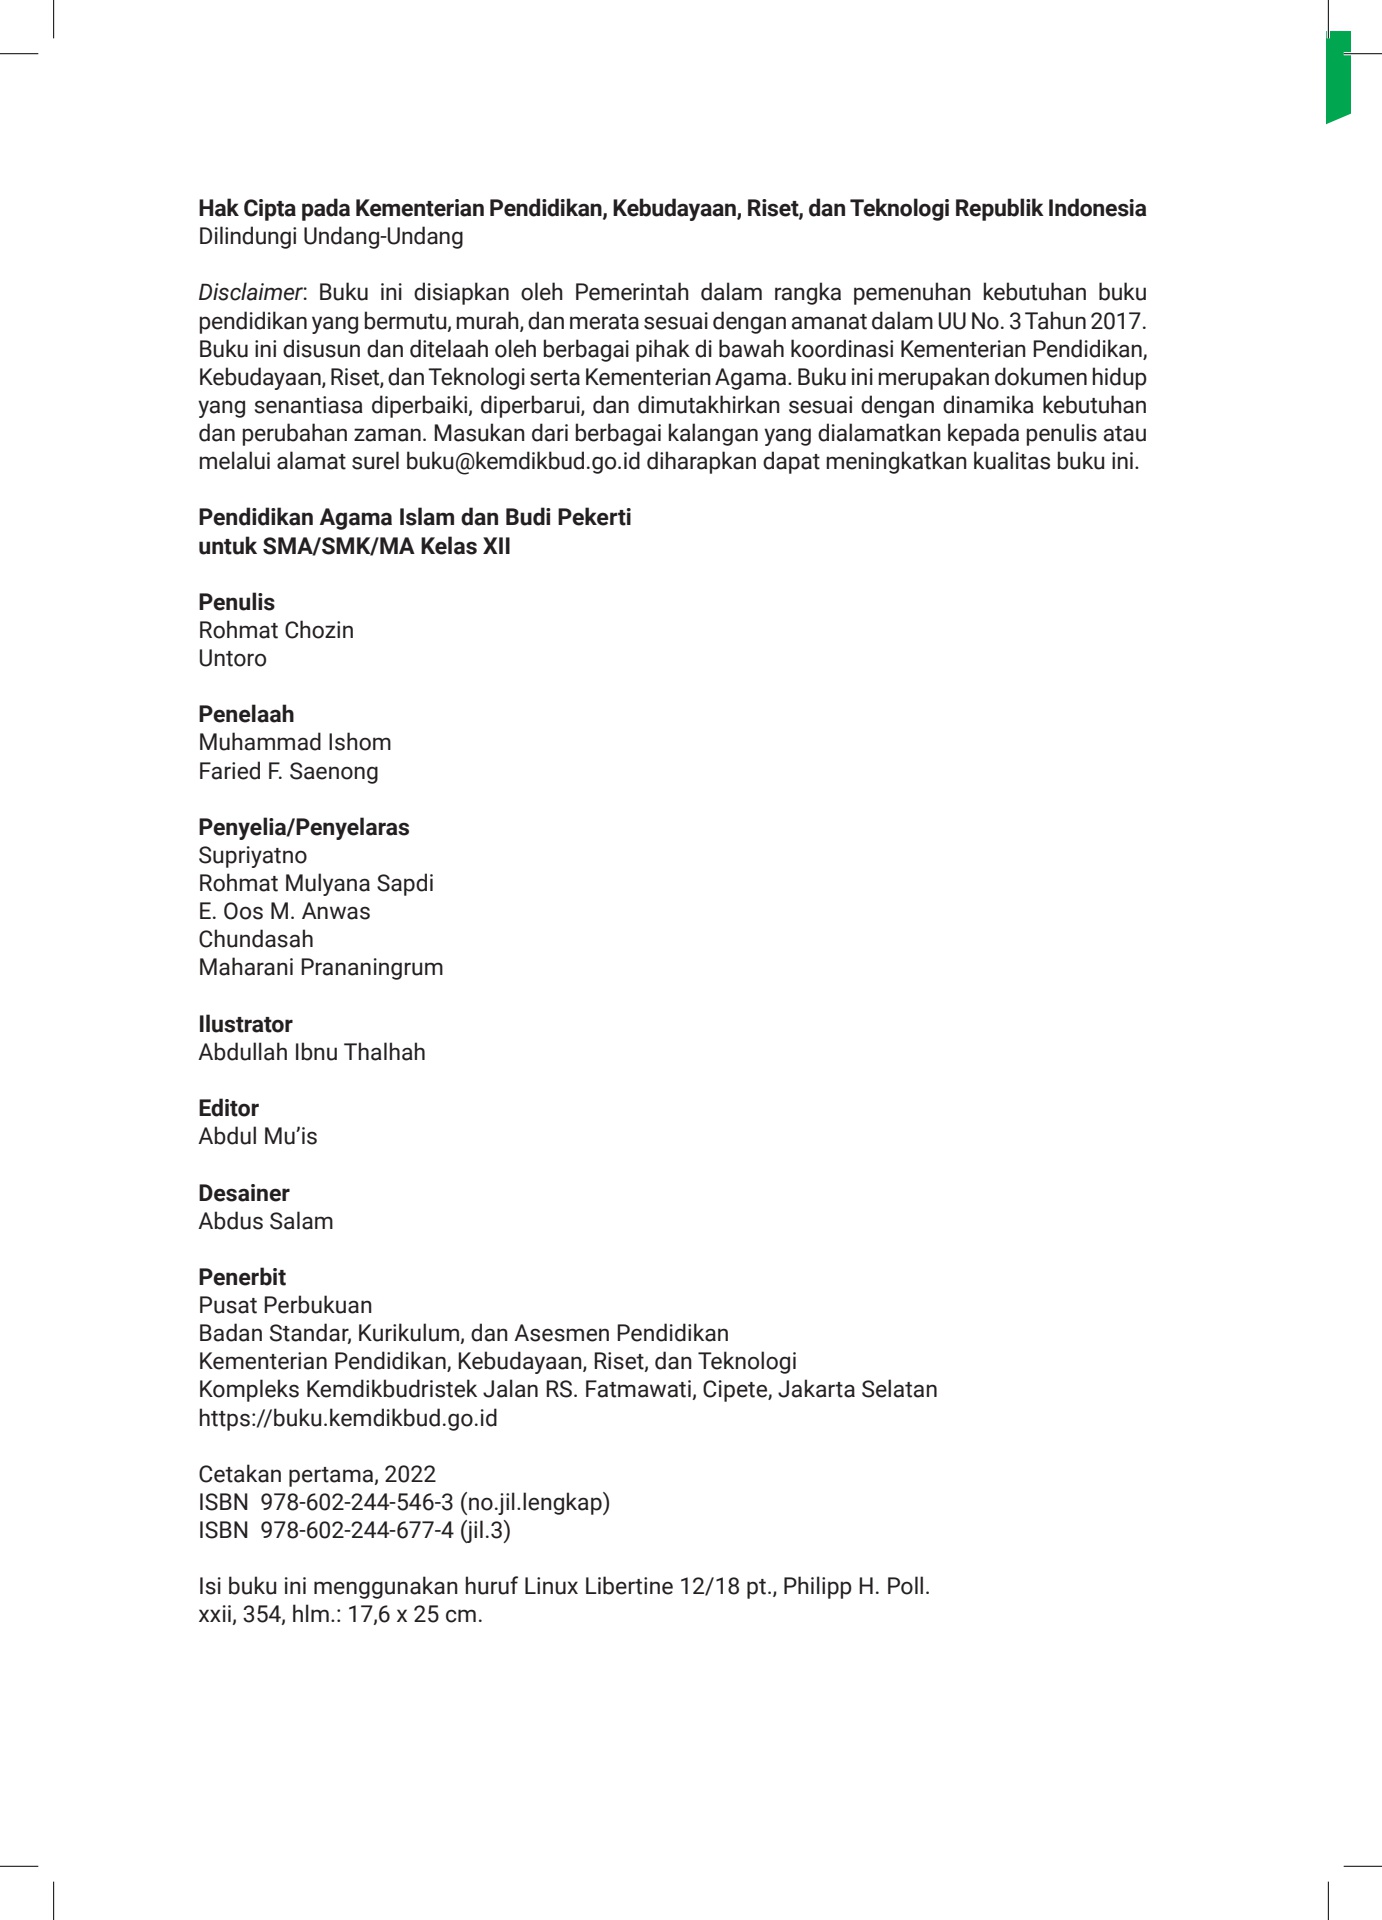 Hak Cipta pada Kementerian Pendidikan, Kebudayaan, Riset, dan Teknologi Republik Indonesia
Dilindungi Undang-Undang
Disclaimer: Buku ini disiapkan oleh Pemerintah dalam rangka pemenuhan kebutuhan buku
pendidikan yang bermutu, murah, dan merata sesuai dengan amanat dalam UU No. 3 Tahun 2017.
Buku ini disusun dan ditelaah oleh berbagai pihak di bawah koordinasi Kementerian Pendidikan,
Kebudayaan, Riset, dan Teknologi serta Kementerian Agama. Buku ini merupakan dokumen hidup
yang senantiasa diperbaiki, diperbarui, dan dimutakhirkan sesuai dengan dinamika kebutuhan
dan perubahan zaman. Masukan dari berbagai kalangan yang dialamatkan kepada penulis atau
melalui alamat surel buku@kemdikbud.go.id diharapkan dapat meningkatkan kualitas buku ini.
Pendidikan Agama Islam dan Budi Pekerti
untuk SMA/SMK/MA Kelas XII
Penulis
Rohmat Chozin
Untoro
Penelaah
Muhammad Ishom
Faried F. Saenong
Penyelia/Penyelaras
Supriyatno
Rohmat Mulyana Sapdi
E. Oos M. Anwas
Chundasah
Maharani Prananingrum
Ilustrator
Abdullah Ibnu Thalhah
Editor
Abdul Mu’is
Desainer
Abdus Salam
Penerbit
Pusat Perbukuan
Badan Standar, Kurikulum, dan Asesmen Pendidikan
Kementerian Pendidikan, Kebudayaan, Riset, dan Teknologi
Kompleks Kemdikbudristek Jalan RS. Fatmawati, Cipete, Jakarta Selatan
https://buku.kemdikbud.go.id
Cetakan pertama, 2022
ISBN  978-602-244-546-3 (no.jil.lengkap)
ISBN  978-602-244-677-4 (jil.3)
Isi buku ini menggunakan huruf Linux Libertine 12/18 pt., Philipp H. Poll.
xxii, 354, hlm.: 17,6 x 25 cm.